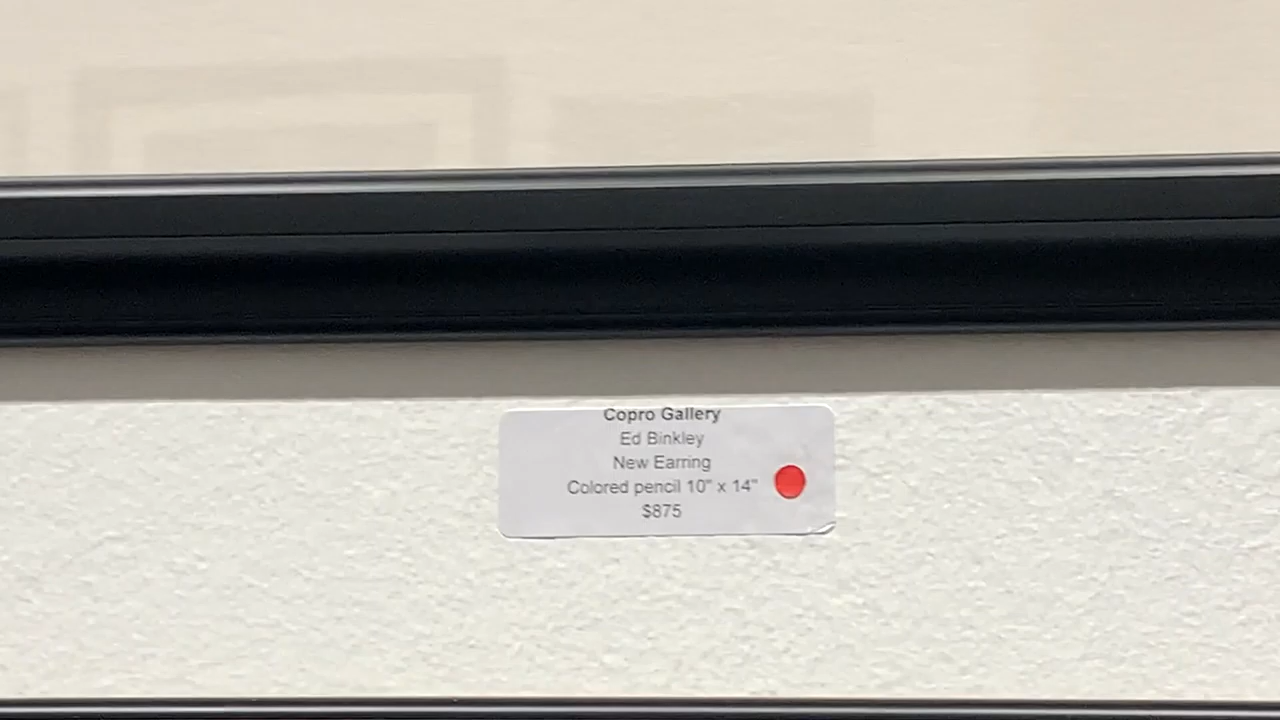 Copro Gallery
Ed Binkley
New Earring
Colored pencil 10" x 14"
$875